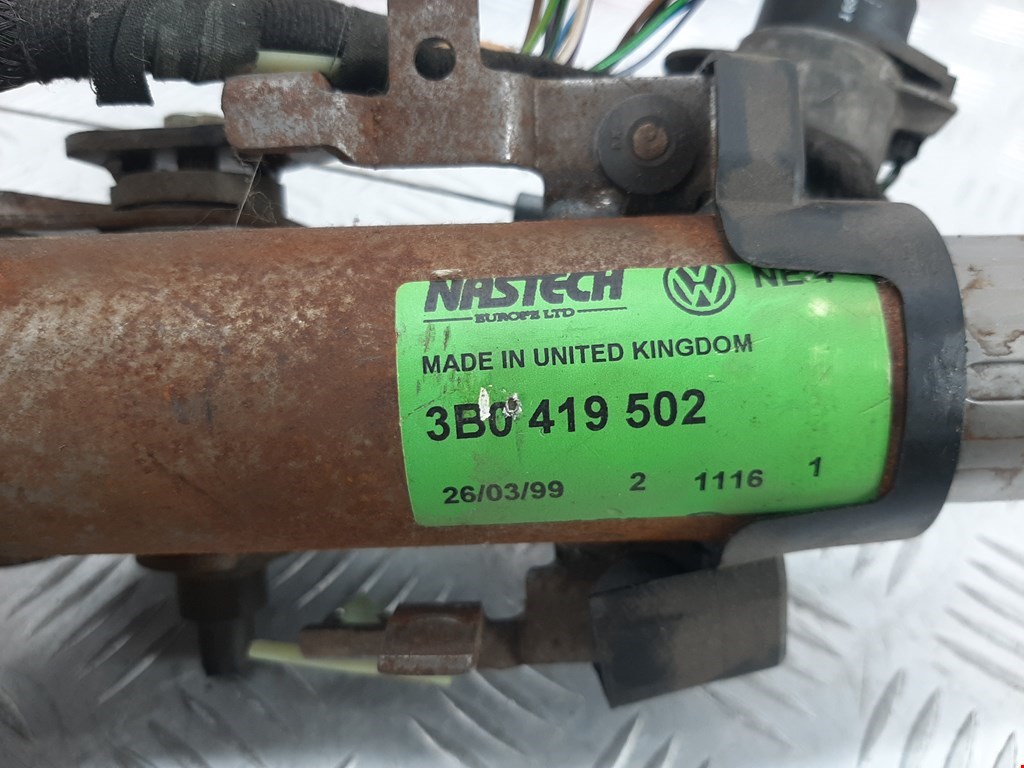 NASTECH
EUROPE LTD
MADE IN UNITED KINGDOM
3B0 419 502
26/03/99 2 1116 1